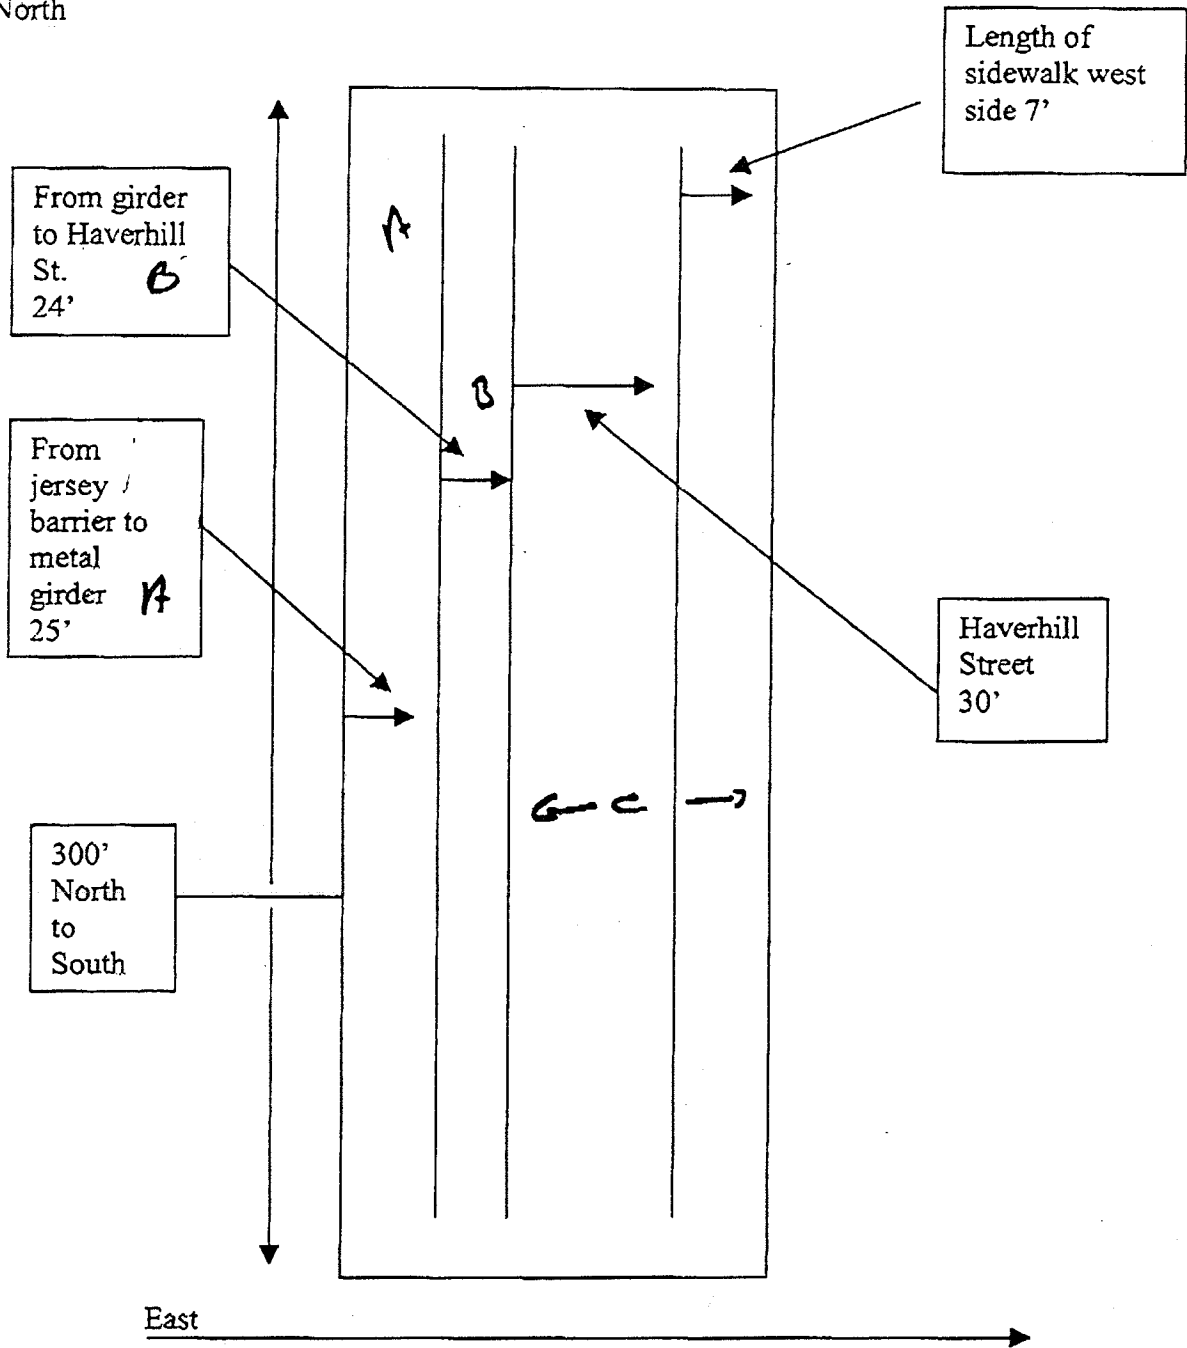 North
Length of
sidewalk west
side 7’
From girder
to Haverhill
St. B
24’
A
B
From
jersey
barrier to
metal
girder A
25’
Haverhill
Street
30’
C
300’
North
to
South
East